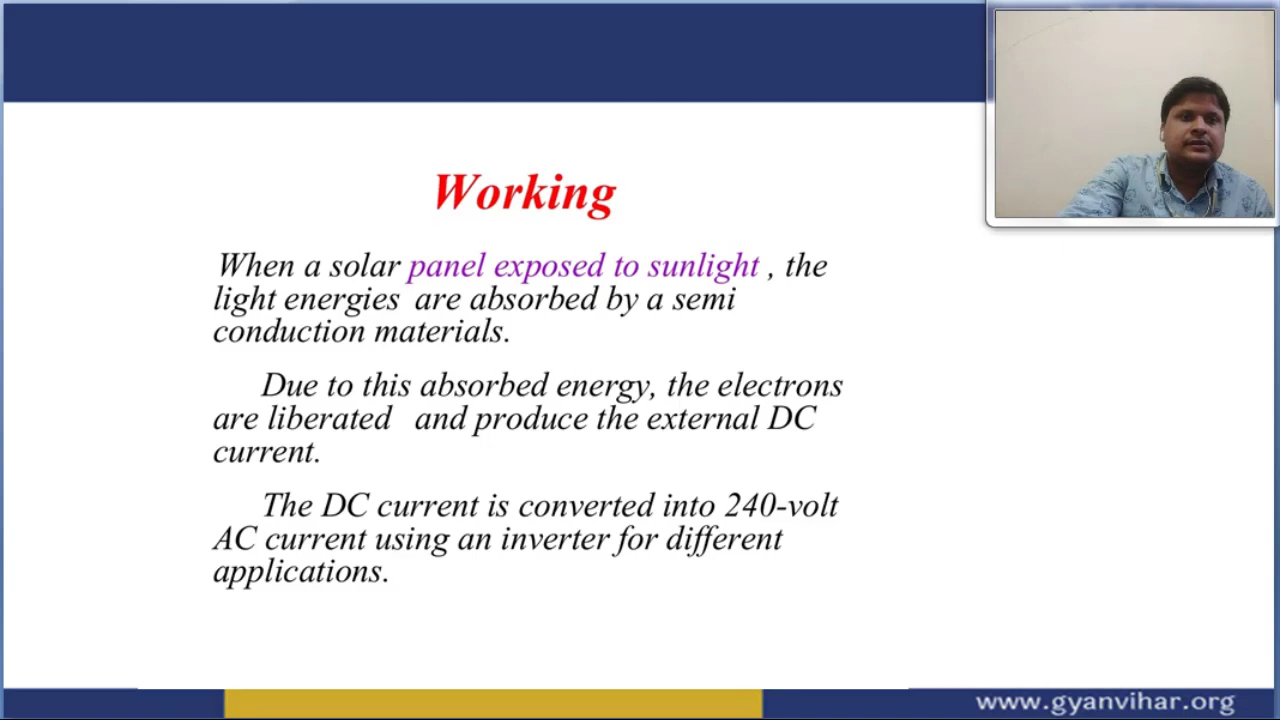 Working
When a solar panel exposed to sunlight , the
light energies are absorbed by a semi
conduction materials.
Due to this absorbed energy, the electrons
are liberated and produce the external DC
current.
The DC current is converted into 240-volt
AC current using an inverter for different
applications.
www.gyanvihar.org